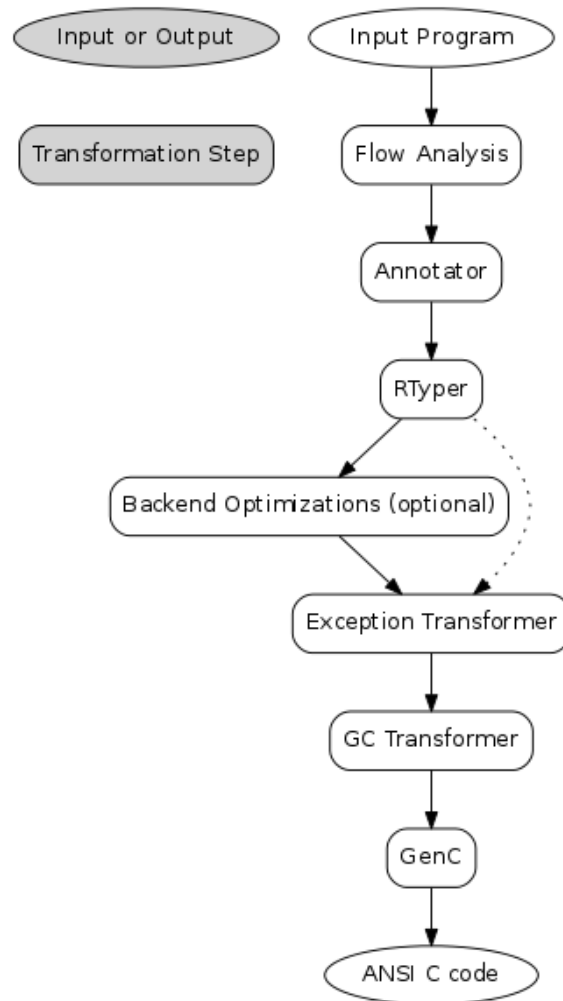 Input or Output
Input Program
Transformation Step
Flow Analysis
Annotator
RTyper
Backend Optimizations (optional)
Exception Transformer
GC Transformer
GenC
ANSI C code